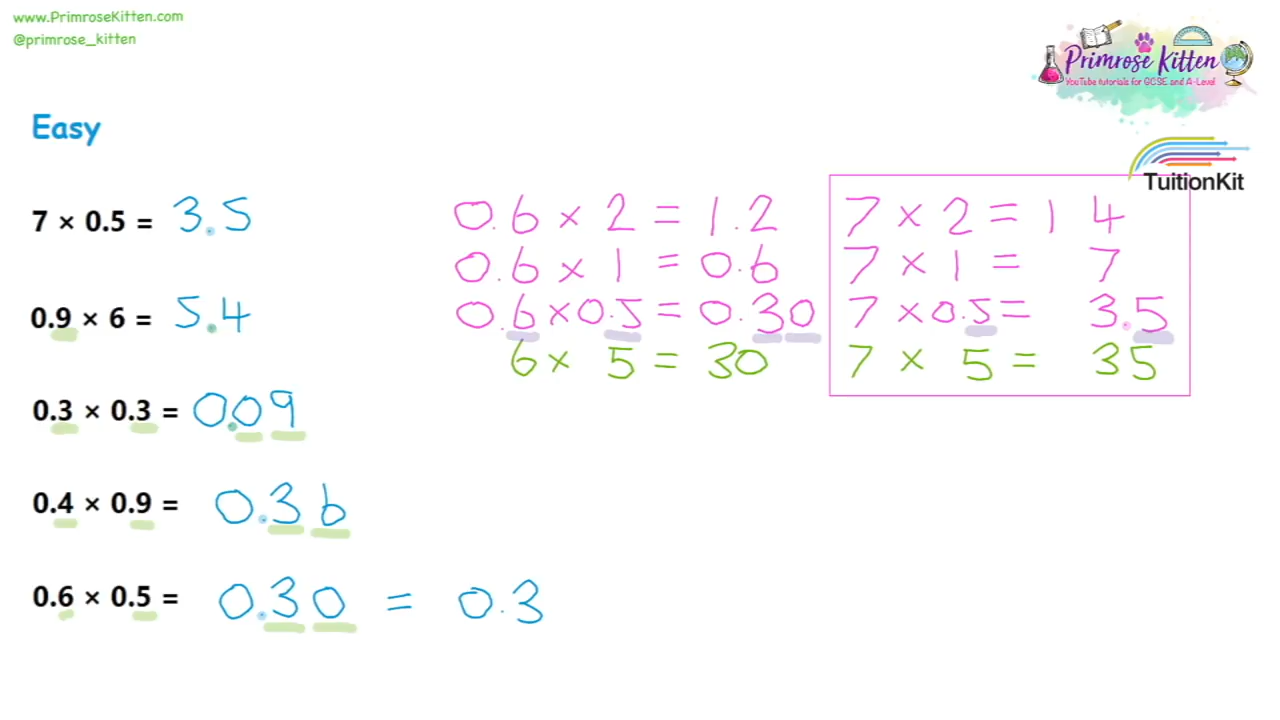 www.PrimroseKitten.com
@primrose_kitten
Primrose Kitten
YouTube tutorials for GCSE and A-Level
TuitionKit
Easy
7 × 0.5 = 3.5
0.9 × 6 = 5.4
0.3 × 0.3 = 0.09
0.4 × 0.9 = 0.36
0.6 × 0.5 = 0.30 = 0.3
0.6 × 2 = 1.2
0.6 × 1 = 0.6
0.6 × 0.5 = 0.30
6 × 5 = 30
7 × 2 = 14
7 × 1 = 7
7 × 0.5 = 3.5
7 × 5 = 35